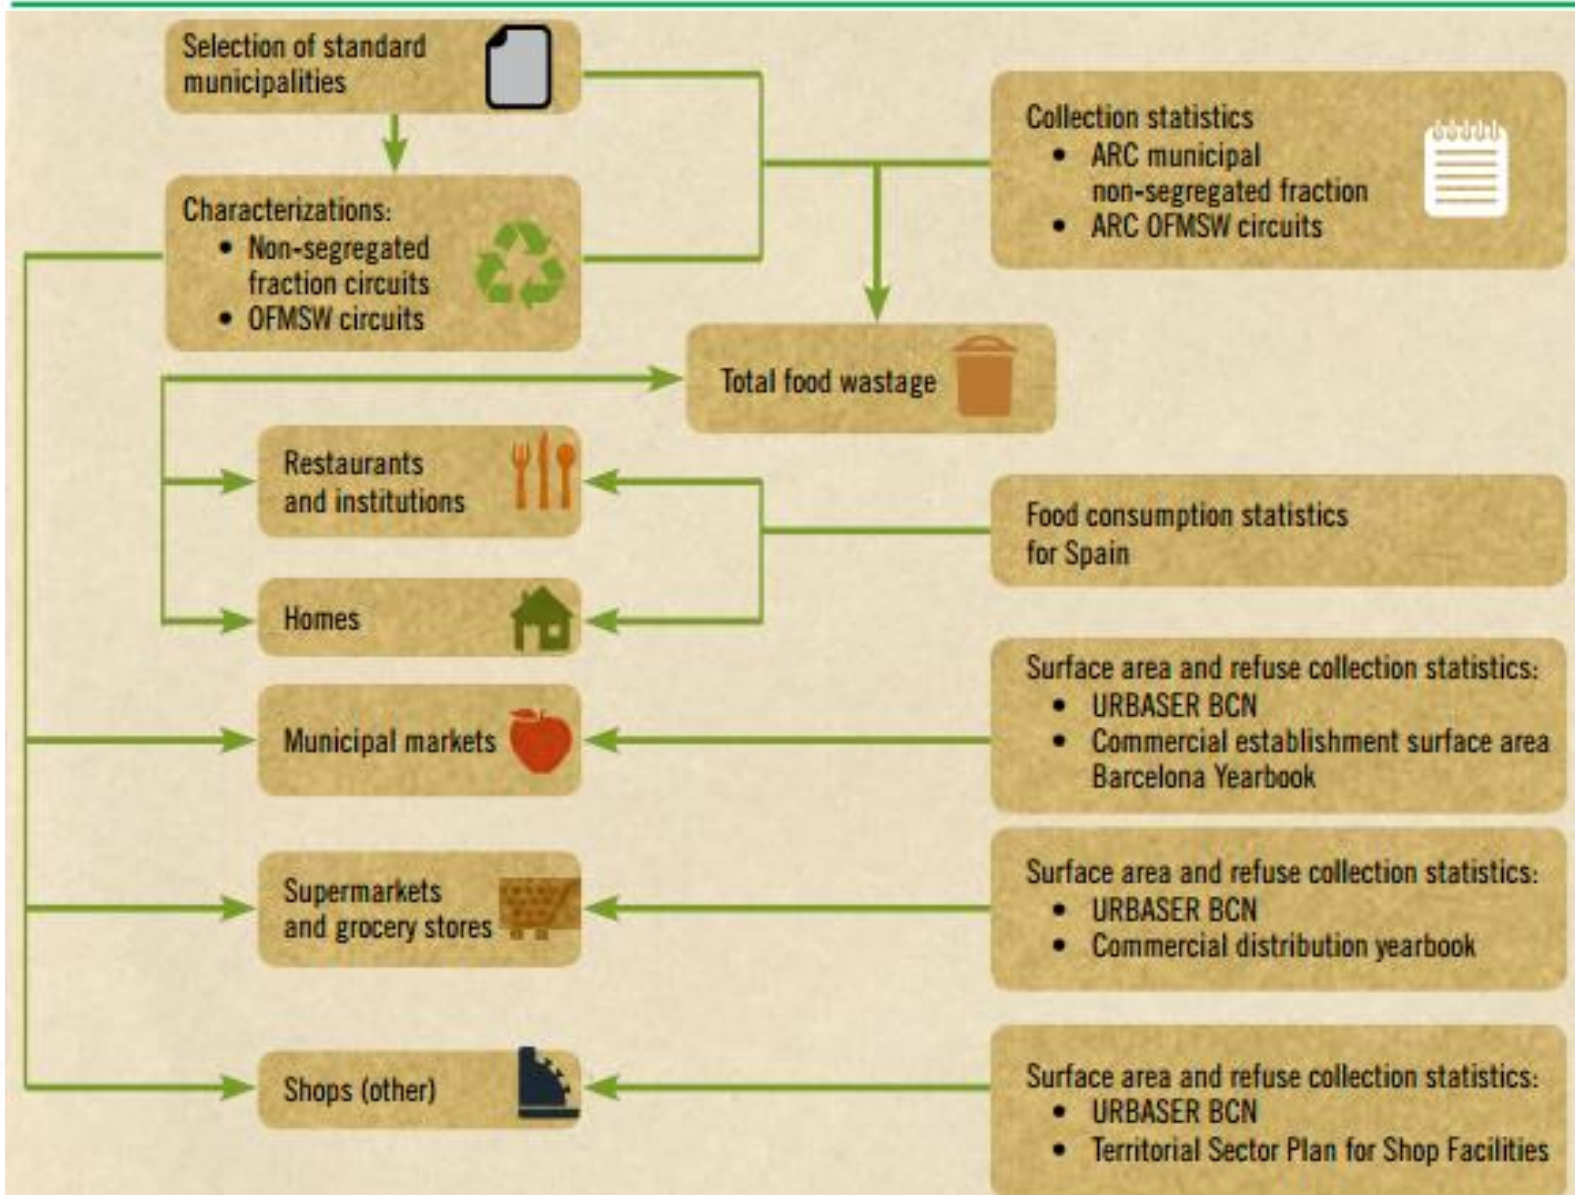 Selection of standard
municipalities
Characterizations:
• Non-segregated
fraction circuits
• OFMSW circuits
Collection statistics
• ARC municipal
non-segregated fraction
• ARC OFMSW circuits
Total food wastage
Restaurants
and institutions
Food consumption statistics
for Spain
Homes
Municipal markets
Surface area and refuse collection statistics:
• URBASER BCN
• Commercial establishment surface area
Barcelona Yearbook
Supermarkets
and grocery stores
Surface area and refuse collection statistics:
• URBASER BCN
• Commercial distribution yearbook
Shops (other)
Surface area and refuse collection statistics:
• URBASER BCN
• Territorial Sector Plan for Shop Facilities